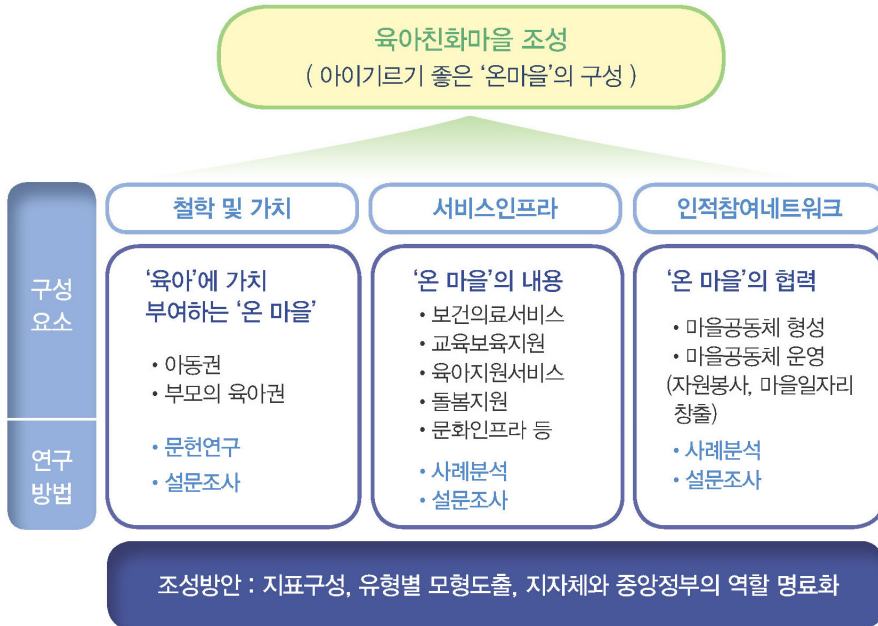 육아친화마을 조성
( 아이기르기 좋은 ‘온마을’의 구성 )
구성
요소
철학 및 가치
‘육아’에 가치
부여하는 ‘온 마을’
• 아동권
• 부모의 육아권
서비스인프라
‘온 마을’의 내용
• 보건의료서비스
• 교육보육지원
• 육아지원서비스
• 돌봄지원
• 문화인프라 등
인적참여네트워크
‘온 마을’의 협력
• 마을공동체 형성
• 마을공동체 운영
(자원봉사, 마을일자리
창출)
연구
방법
• 문헌연구
• 설문조사
• 사례분석
• 설문조사
• 사례분석
• 설문조사
조성방안 : 지표구성, 유형별 모형도출, 지자체와 중앙정부의 역할 명료화